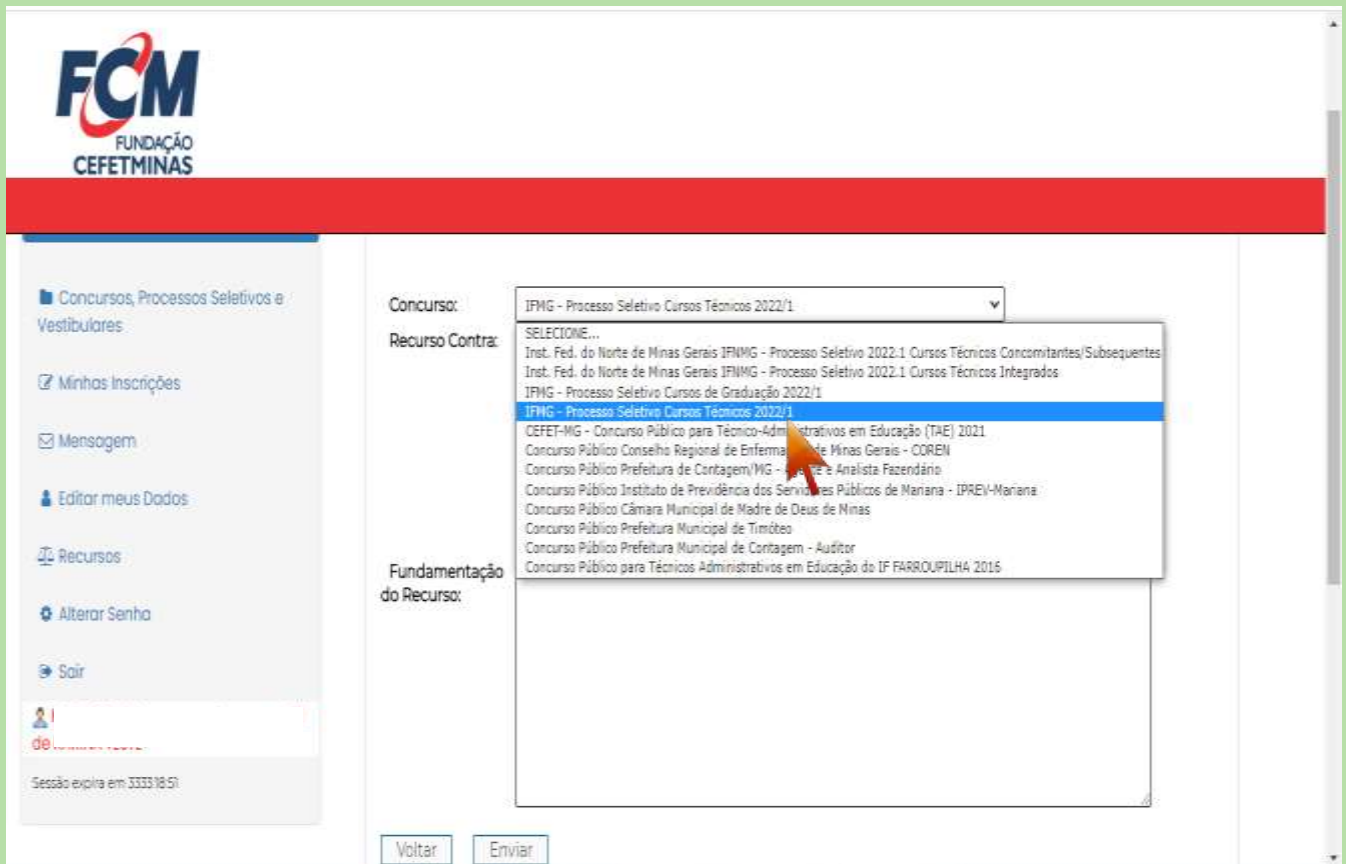 FCM
FUNDAÇÃO
CEFETMINAS
Concursos, Processos Seletivos e
Vestibulares
Minhas Inscrições
Mensagem
Editar meus Dados
Recursos
Alterar Senha
Sair
de
Sessão expira em 3333:18:51
Concurso:
IFMG - Processo Seletivo Cursos Técnicos 2022/1
Recurso Contra:
SELECIONE...
Inst. Fed. do Norte de Minas Gerais IFNMG - Processo Seletivo 2022.1 Cursos Técnicos Concomitantes/Subsequentes
Inst. Fed. do Norte de Minas Gerais IFNMG - Processo Seletivo 2022.1 Cursos Técnicos Integrados
IFMG - Processo Seletivo Cursos de Graduação 2022/1
IFMG - Processo Seletivo Cursos Técnicos 2022/1
CEFET-MG - Concurso Público para Técnico-Administrativos em Educação (TAE) 2021
Concurso Público Conselho Regional de Enfermagem de Minas Gerais - COREN
Concurso Público Prefeitura de Contagem/MG - e Analista Fazendário
Concurso Público Instituto de Previdência dos Servidores Públicos de Mariana - IPREV-Mariana
Concurso Público Câmara Municipal de Madre de Deus de Minas
Concurso Público Prefeitura Municipal de Timóteo
Concurso Público Prefeitura Municipal de Contagem - Auditor
Concurso Público para Técnicos Administrativos em Educação do IF FARROUPILHA 2016
Fundamentação
do Recurso:
Voltar
Enviar